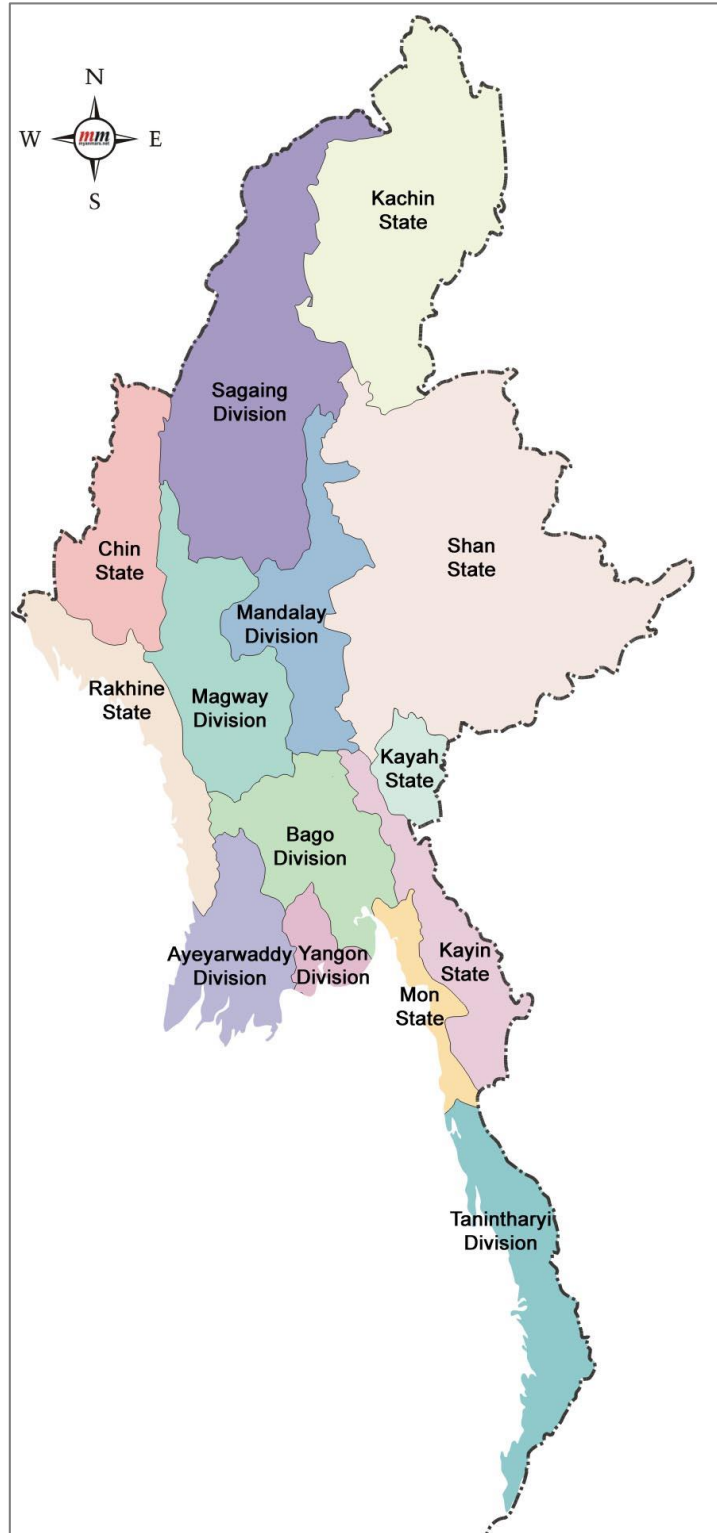 N
W
mm
E
S
Kachin
State
Sagaing
Division
Chin
State
Shan
State
Mandalay
Division
Rakhine
State
Magway
Division
Kayah
State
Bago
Division
Ayeyarwaddy
Division
Yangon
Division
Kayin
State
Mon
State
Tanintharyi
Division